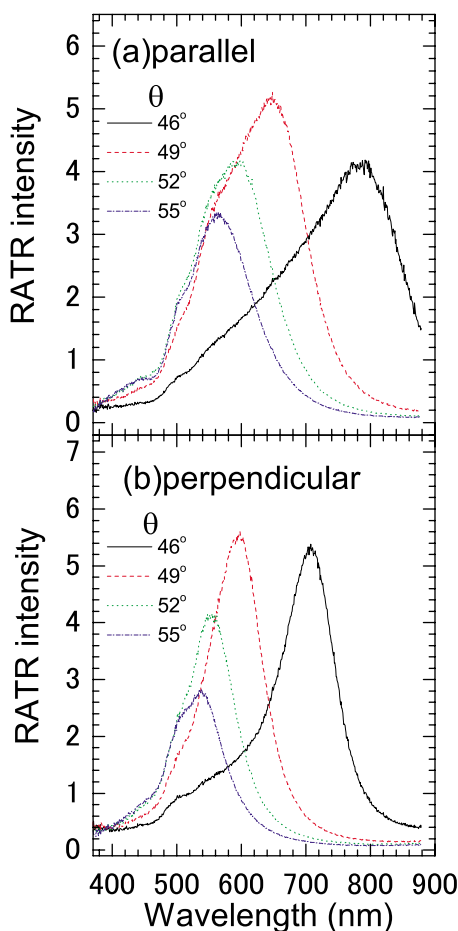 6
(a)parallel
θ
5
46°
49°
4
52°
55°
3
2
1
0
RATR intensity
7
(b)perpendicular
6
θ
46°
5
49°
52°
4
55°
3
2
1
0
RATR intensity
400 500 600 700 800 900
Wavelength (nm)